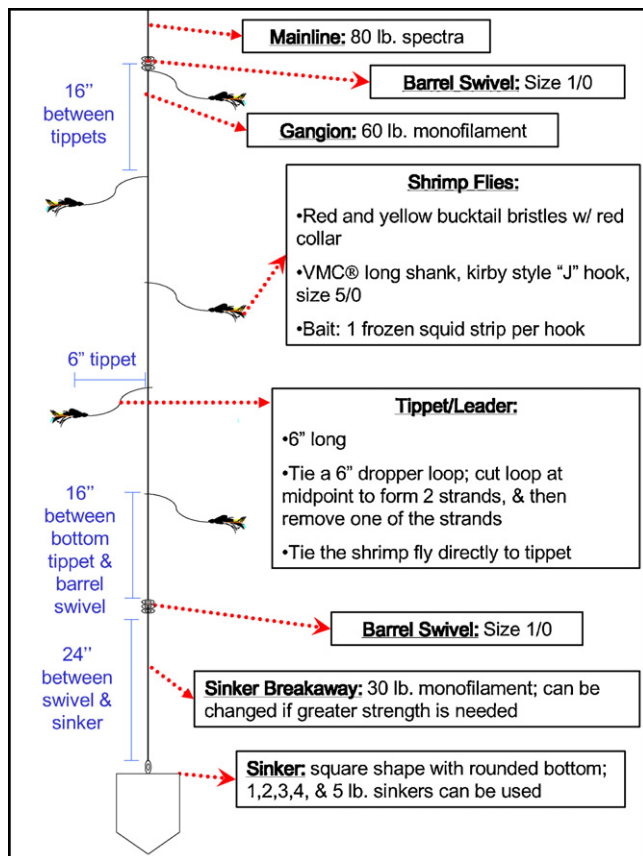 Mainline: 80 lb. spectra
Barrel Swivel: Size 1/0
16’’
between
tippets
Gangion: 60 lb. monofilament
Shrimp Flies:
•Red and yellow bucktail bristles w/ red
collar
•VMC® long shank, kirby style “J” hook,
size 5/0
•Bait: 1 frozen squid strip per hook
6” tippet
Tippet/Leader:
•6” long
•Tie a 6” dropper loop; cut loop at
midpoint to form 2 strands, & then
remove one of the strands
•Tie the shrimp fly directly to tippet
16’’
between
bottom
tippet &
barrel
swivel
Barrel Swivel: Size 1/0
24’’
between
swivel &
sinker
Sinker Breakaway: 30 lb. monofilament; can be
changed if greater strength is needed
Sinker: square shape with rounded bottom;
1,2,3,4, & 5 lb. sinkers can be used